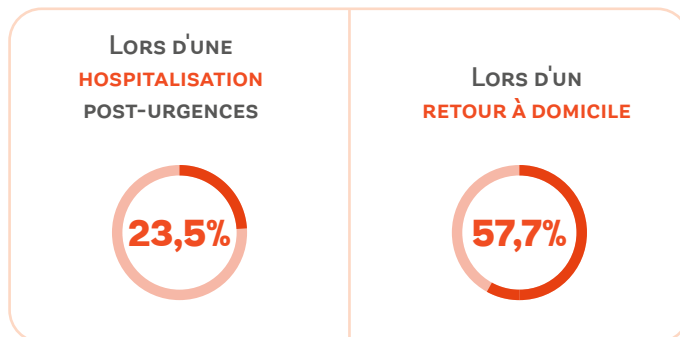 Lors d'une
hospitalisation
post-urgences
23,5%
Lors d'un
retour à domicile
57,7%